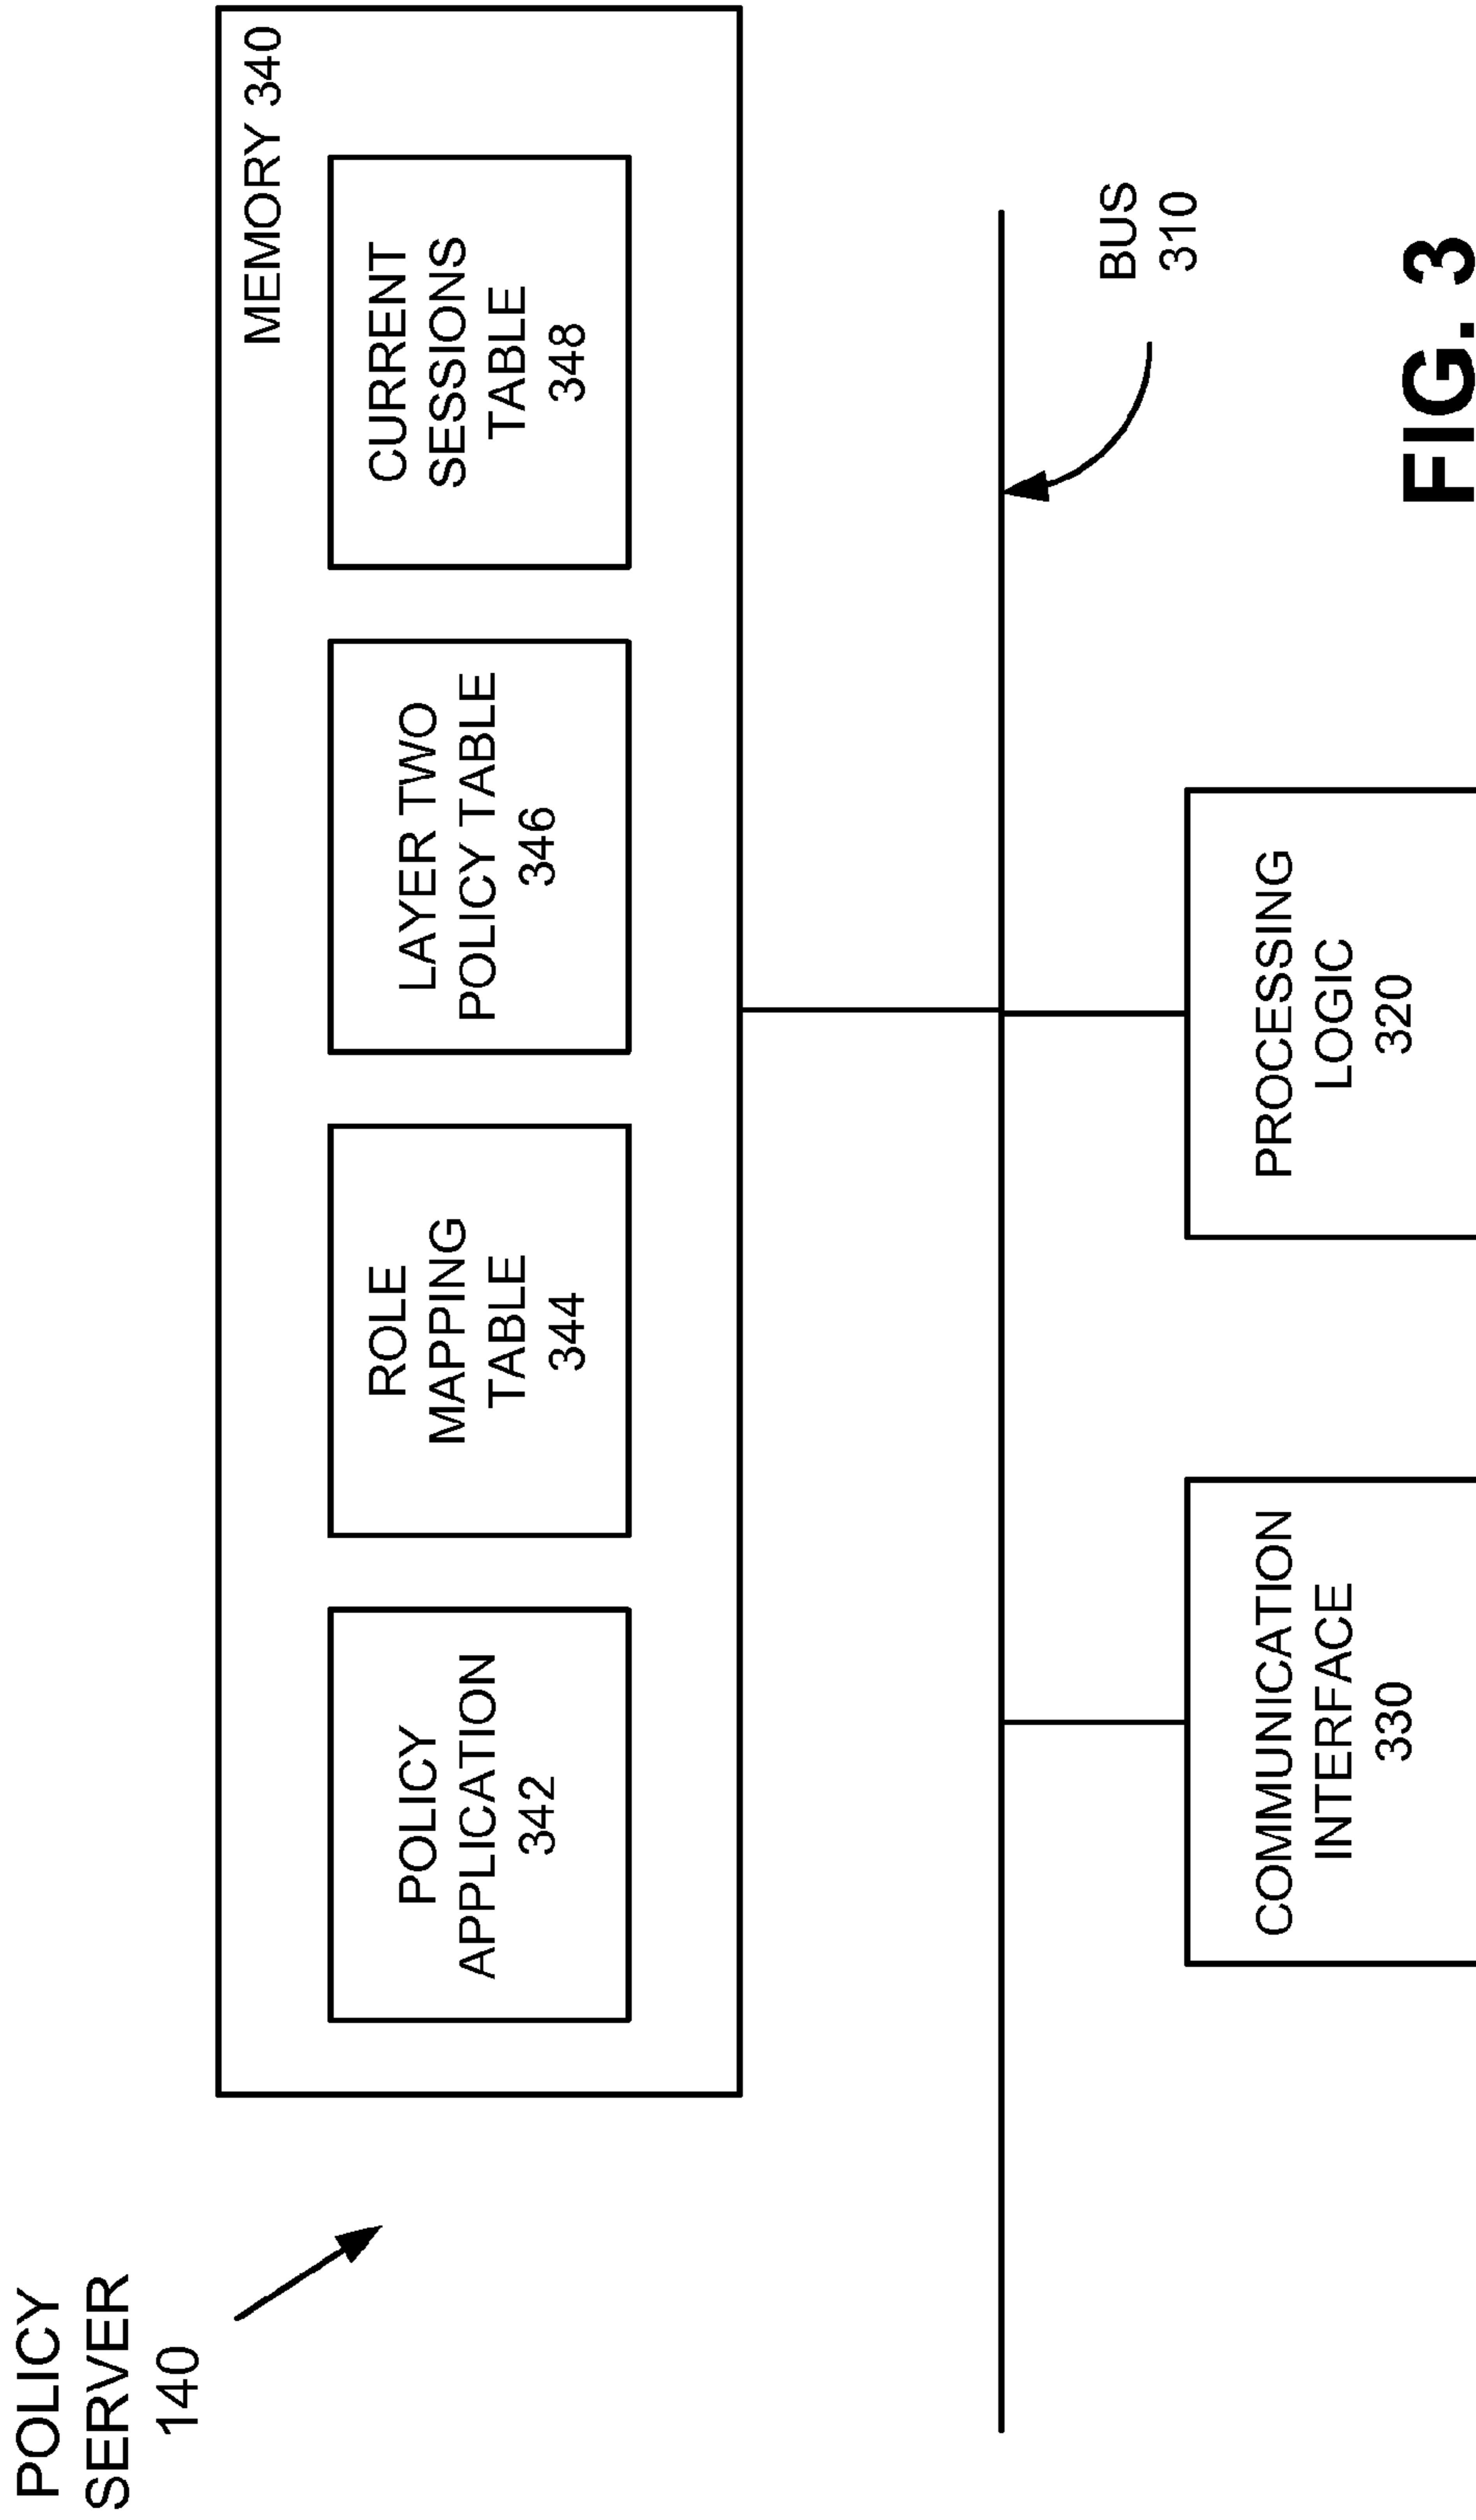 POLICY
SERVER
140
MEMORY 340
POLICY
APPLICATION
342
ROLE
MAPPING
TABLE
344
LAYER TWO
POLICY TABLE
346
CURRENT
SESSIONS
TABLE
348
BUS
310
COMMUNICATION
INTERFACE
330
PROCESSING
LOGIC
320
FIG. 3